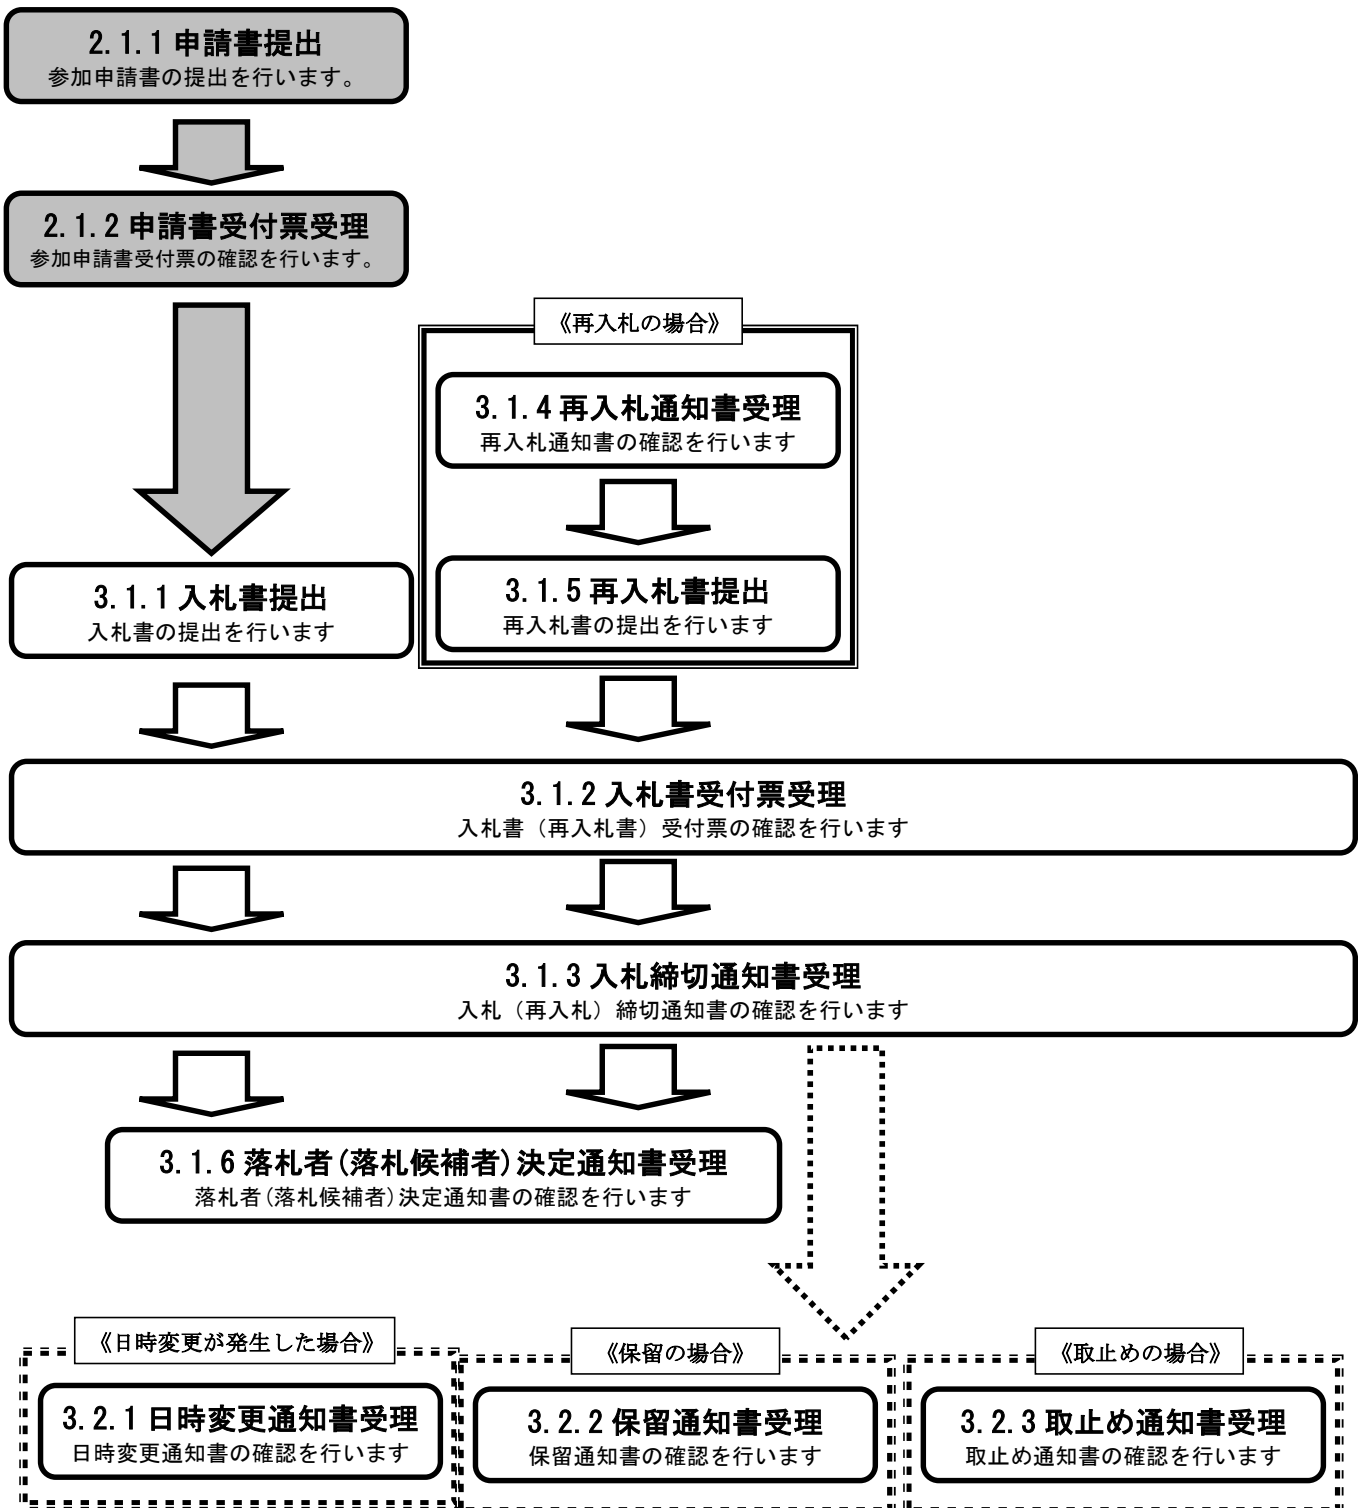 2.1.1 申請書提出
参加申請書の提出を行います。
2.1.2 申請書受付票受理
参加申請書受付票の確認を行います。
《再入札の場合》
3.1.4 再入札通知書受理
再入札通知書の確認を行います
3.1.5 再入札書提出
再入札書の提出を行います
3.1.1 入札書提出
入札書の提出を行います
3.1.2 入札書受付票受理
入札書（再入札書）受付票の確認を行います
3.1.3 入札締切通知書受理
入札（再入札）締切通知書の確認を行います
3.1.6 落札者(落札候補者)決定通知書受理
落札者(落札候補者)決定通知書の確認を行います
《日時変更が発生した場合》
3.2.1 日時変更通知書受理
日時変更通知書の確認を行います
《保留の場合》
3.2.2 保留通知書受理
保留通知書の確認を行います
《取止めの場合》
3.2.3 取止め通知書受理
取止め通知書の確認を行います